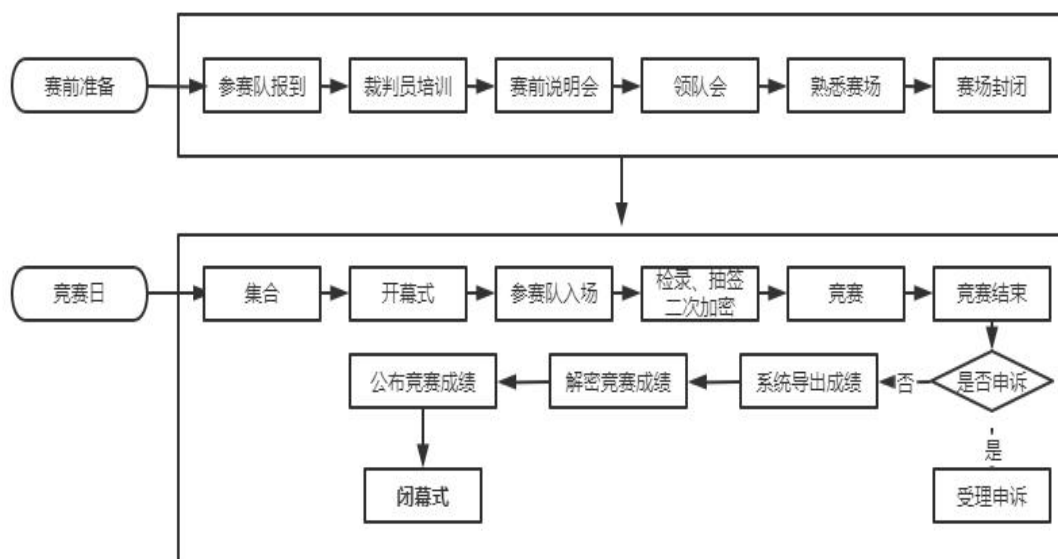 赛前准备
参赛队报到
裁判员培训
赛前说明会
领队会
熟悉赛场
赛场封闭
竞赛日
集合
开幕式
参赛队入场
检录、抽签
二次加密
竞赛
竞赛结束
是否申诉
否
系统导出成绩
解密竞赛成绩
公布竞赛成绩
是
受理申诉
闭幕式